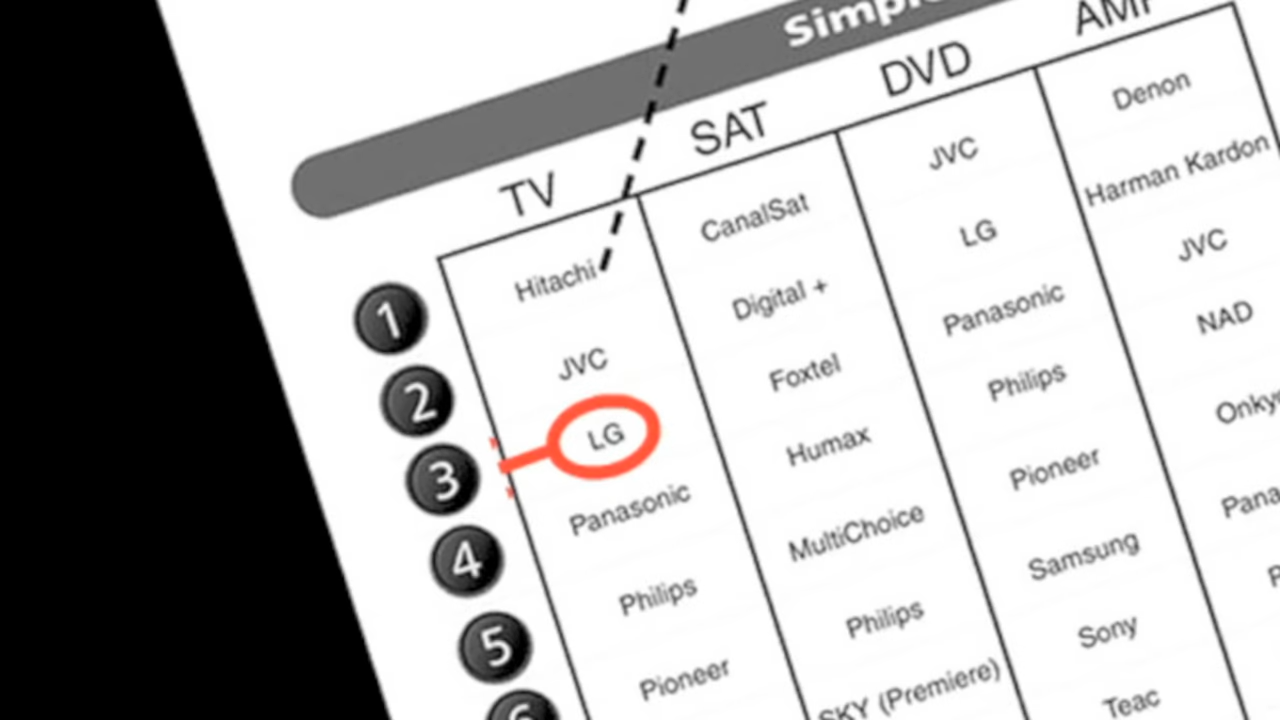 Simple
TV SAT DVD AMP
1 Hitachi CanalSat JVC Denon
2 JVC Digital + LG Harman Kardon
3 LG Foxtel Panasonic JVC
4 Panasonic Humax Philips NAD
5 Philips MultiChoice Pioneer Onkyo
6 Pioneer Philips Samsung Pana
SKY (Premiere) Sony
Teac